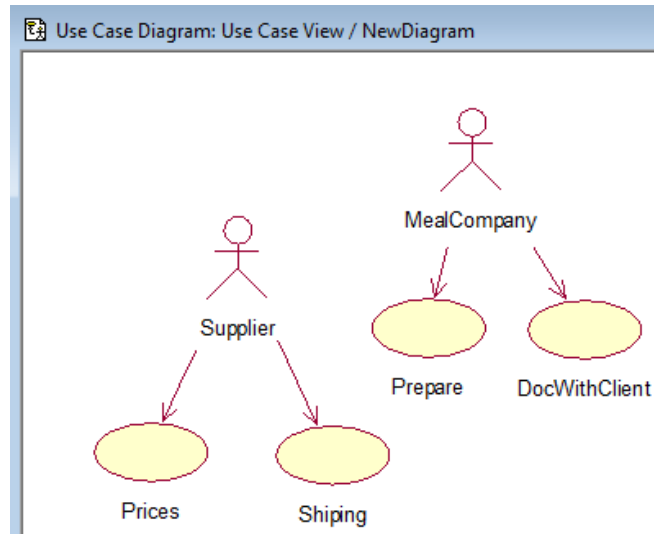 Use Case Diagram: Use Case View / NewDiagram
MealCompany
Supplier
Prepare
DocWithClient
Prices
Shiping